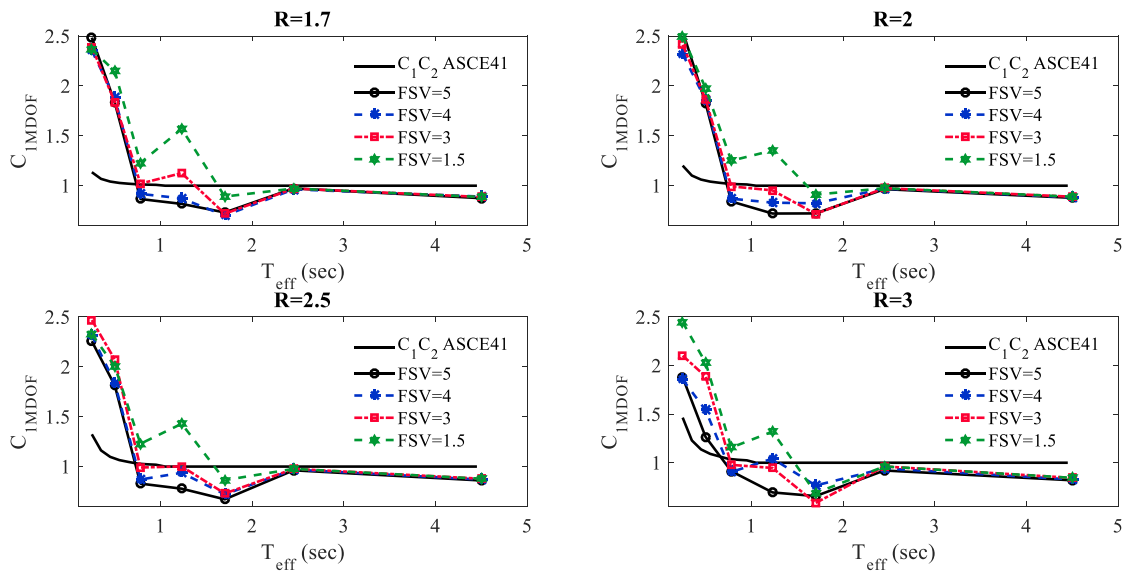 R=1.7
2.5
2
1.5
1
C1MDOF
C1C2 ASCE41
FSV=5
FSV=4
FSV=3
FSV=1.5
1
2
3
4
5
Teff (sec)
R=2
2.5
2
1.5
1
C1MDOF
C1C2 ASCE41
FSV=5
FSV=4
FSV=3
FSV=1.5
1
2
3
4
5
Teff (sec)
R=2.5
2.5
2
1.5
1
C1MDOF
C1C2 ASCE41
FSV=5
FSV=4
FSV=3
FSV=1.5
1
2
3
4
5
Teff (sec)
R=3
2.5
2
1.5
1
C1MDOF
C1C2 ASCE41
FSV=5
FSV=4
FSV=3
FSV=1.5
1
2
3
4
5
Teff (sec)